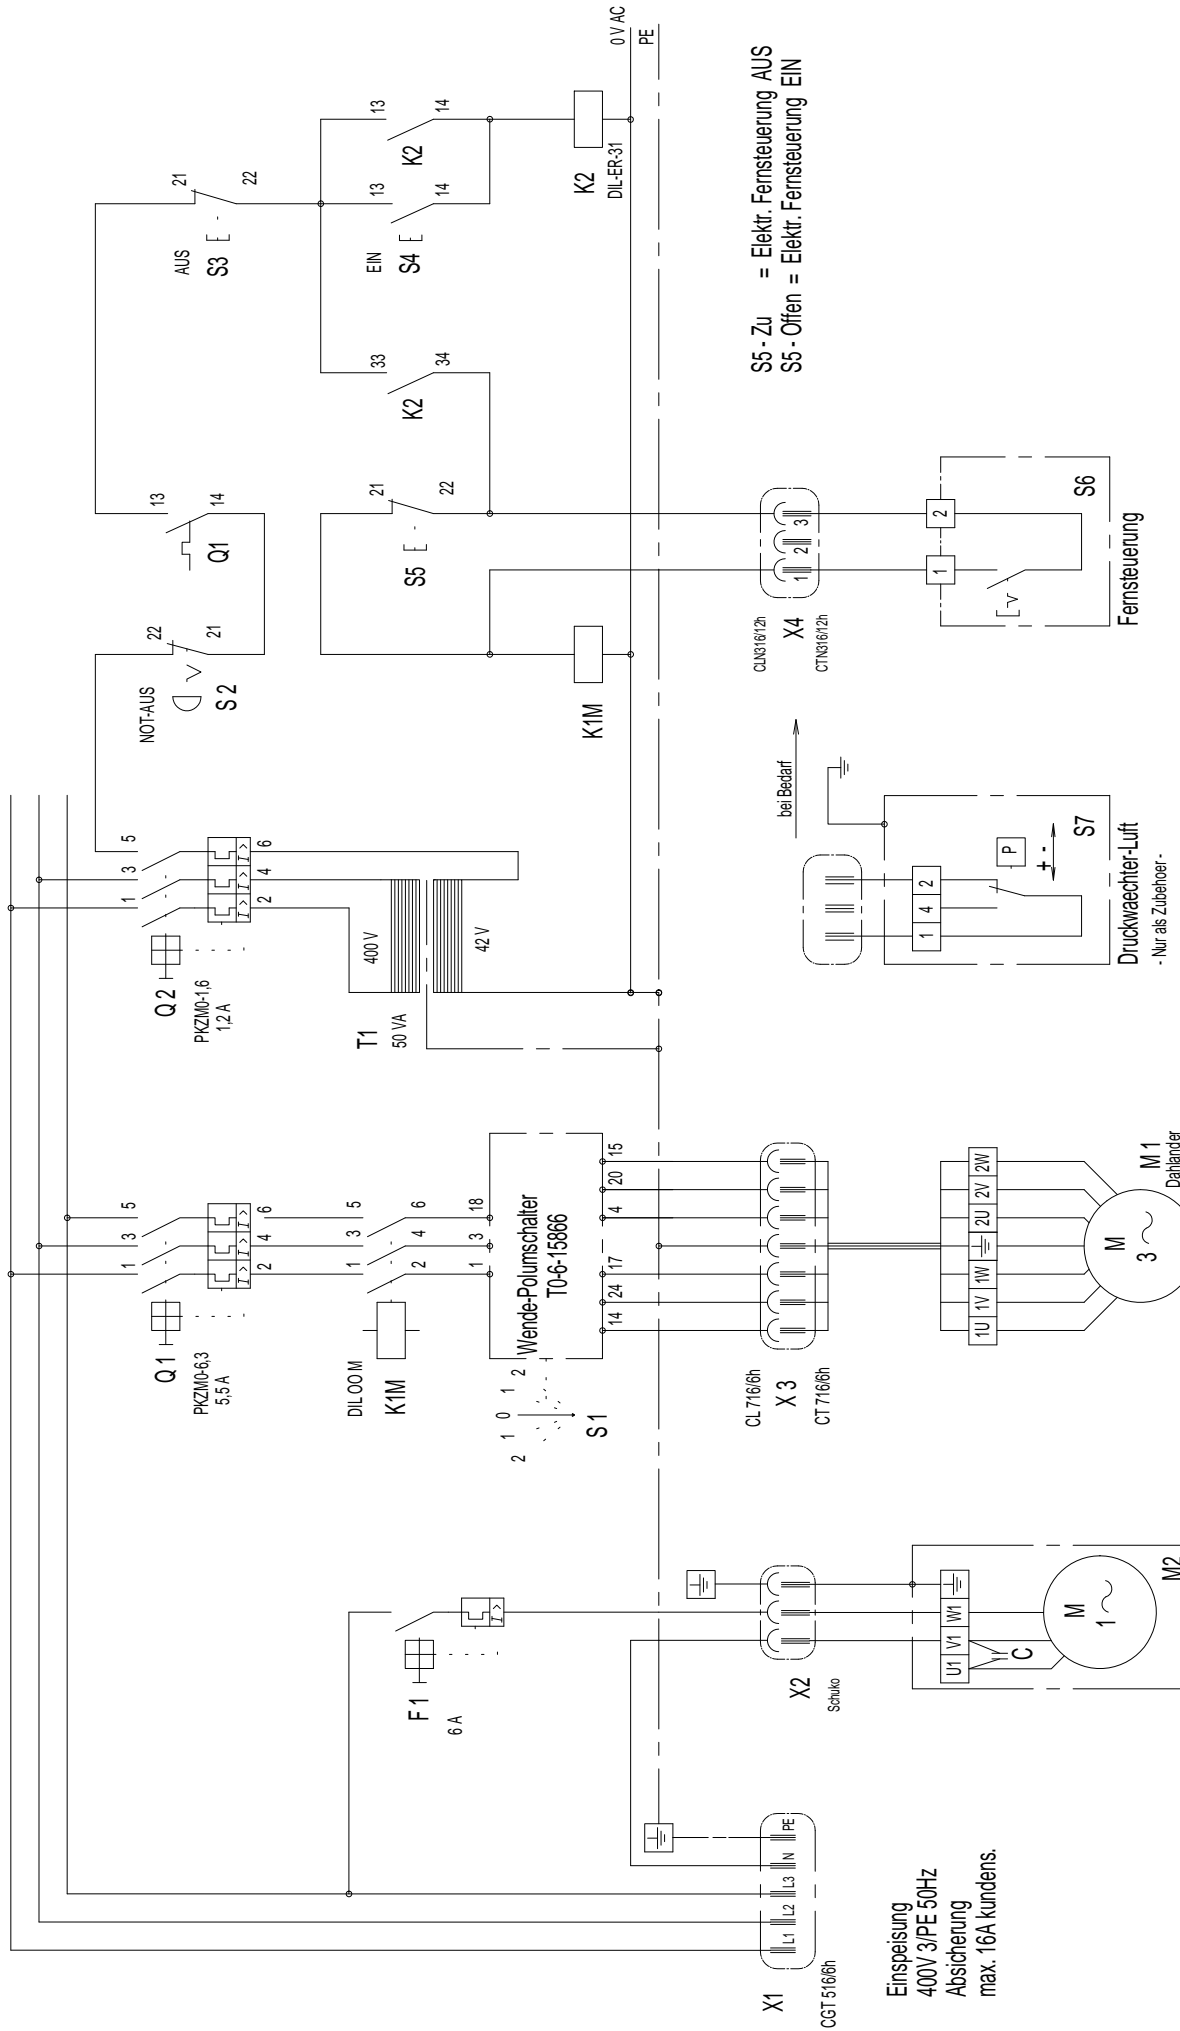 X1
CGT 516/6h
L1
L2
L3
N
PE
Einspeisung
400V 3/PE 50Hz
Absicherung
max. 16A kundens.
F 1
6 A
I >
X2
Schuko
U1
V1
W1
C
M
1
M2
Q 1
PKZM0-6,3
5,5 A
1
3
5
I >
I >
I >
2
4
6
DIL OO M
K1M
1
3
5
2
4
6
2
1
0
1
2
S 1
1
3
18
Wende-Polumschalter
T0-6-15866
14
24
17
4
20
15
CL 716/6h
X 3
CT 716/6h
1U
1V
1W
2U
2V
2W
M
3
M 1
Dahlander
Q 2
PKZM0-1,6
1,2 A
1
3
5
I >
I >
I >
2
4
6
T1
50 VA
400 V
42 V
bei Bedarf
1
4
2
P
+ -
S7
Druckwaechter-Luft
- Nur als Zubehoer -
NOT-AUS
S 2
22
21
13
14
Q1
S5
21
22
K1M
K2
33
34
CLN316/12h
X4
CTN316/12h
1
2
3
1
2
S6
Fernsteuerung
AUS
S3
21
22
EIN
S4
13
14
K2
13
14
K2
DIL-ER-31
0 V AC
PE
S5 - Zu = Elektr. Fernsteuerung AUS
S5 - Offen = Elektr. Fernsteuerung EIN